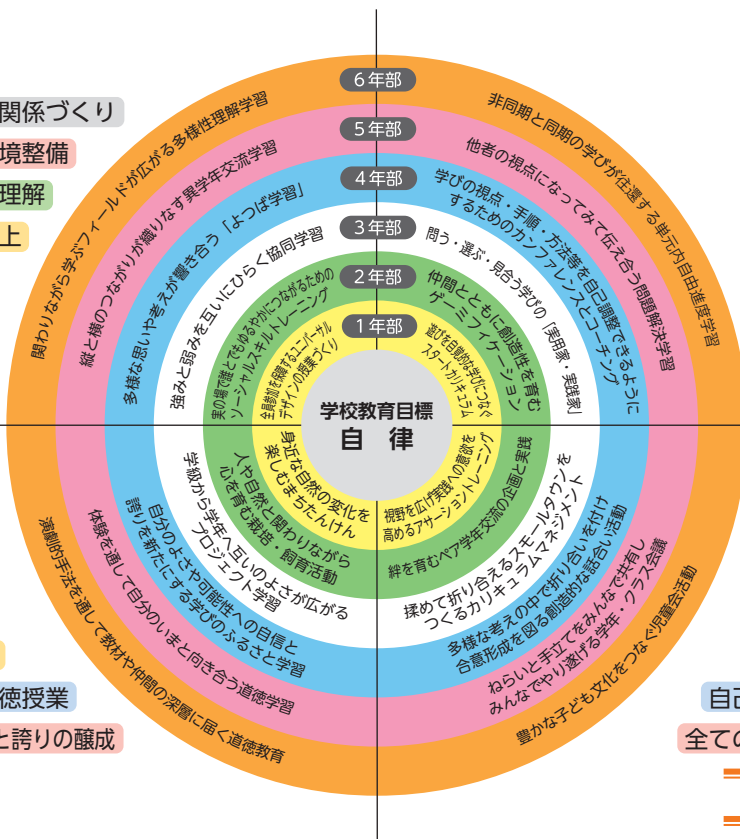 関係づくり
境整備
理解
上
6年部
5年部
4年部
3年部
2年部
1年部
学校教育目標
自 律
関わりながら学ぶフィールドが広がる多様性理解学習
縦と横のつながりが織りなす異学年交流学習
多様な思いや考えが響き合う「よつば学習」
強みと弱みを互いにひらく協同学習
実の場で誰とでもゆるやかにつながるための
ソーシャルスキルトレーニング
全員参加を保障するユニバーサル
デザインの授業づくり
非同期と同期の学びが往還する単元内自由進度学習
他者の視点になってみて伝え合う問題解決学習
学びの視点・手順・方法等を自己調整できるように
するためのカンファレンスとコーチング
問う・選ぶ・見合う学びの「実用家・実践家」
仲間とともに創造性を育む
ゲーミフィケーション
遊びを自覚的な学びにつなぐ
スタートカリキュラム
身近な自然の変化を
楽しむまちたんけん
人や自然と関わりながら
心を育む栽培・飼育活動
学級から学年へ互いのよさが広がる
プロジェクト学習
自分のよさや可能性への自信と
誇りを新たにする学びのふるさと学習
体験を通して自分のいまと向き合う道徳学習
演劇的手法を通して教材や仲間の深層に届く道徳教育
視野を広げ実践への意欲を
高めるアサーショントレーニング
絆を育むペア学年交流の企画と実践
揉めて折り合えるスモールタウンを
つくるカリキュラムマネジメント
多様な考えの中で折り合いを付け
合意形成を図る創造的な話合い活動
ねらいと手立てをみんなで共有し
みんなでやり遂げる学年・クラス会議
豊かな子ども文化をつなぐ児童会活動
徳授業
と誇りの醸成
自己
全ての